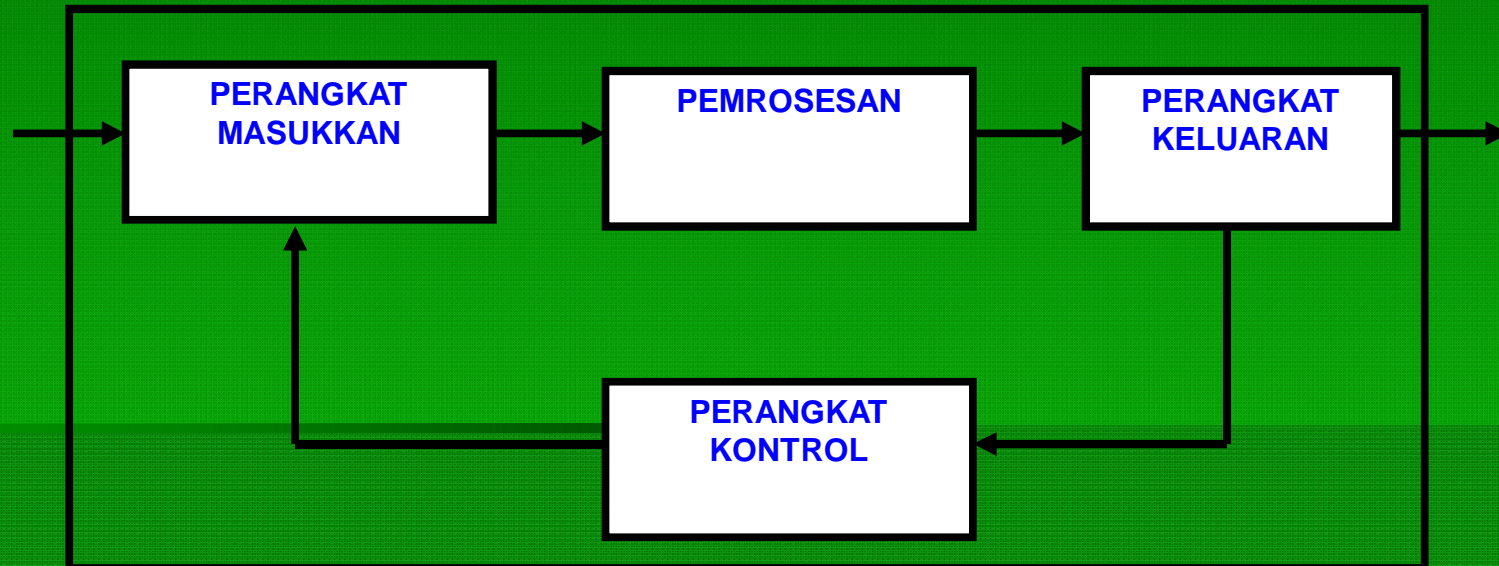 PERANGKAT
MASUKKAN
PEMROSESAN
PERANGKAT
KELUARAN
PERANGKAT
KONTROL